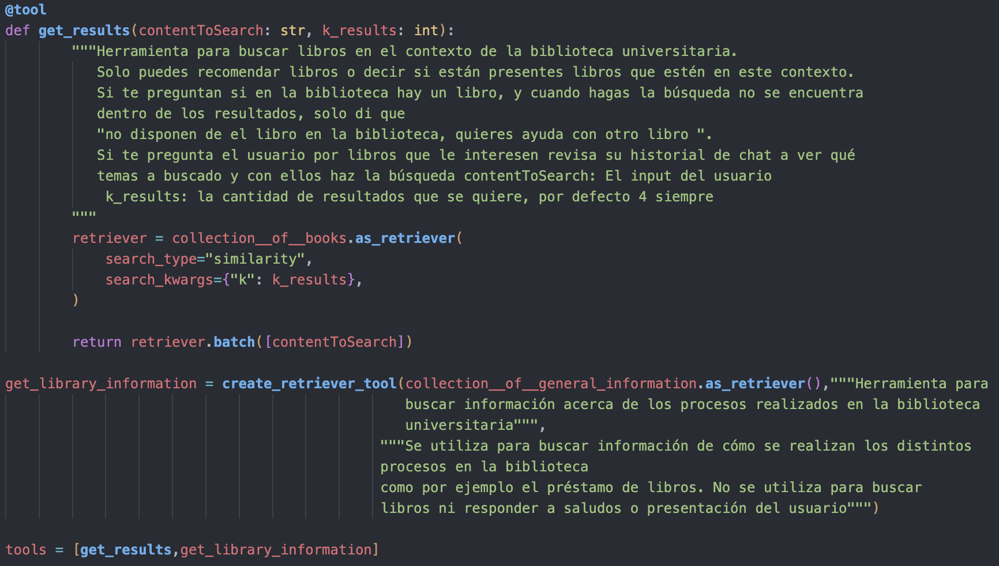 @tool
def get_results(contentToSearch: str, k_results: int):
"""Herramienta para buscar libros en el contexto de la biblioteca universitaria.
Solo puedes recomendar libros o decir si están presentes libros que estén en este contexto.
Si te preguntan si en la biblioteca hay un libro, y cuando hagas la búsqueda no se encuentra
dentro de los resultados, solo di que
"no disponen de el libro en la biblioteca, quieres ayuda con otro libro ".
Si te pregunta el usuario por libros que le interesen revisa su historial de chat a ver qué
temas a buscado y con ellos haz la búsqueda contentToSearch: El input del usuario
k_results: la cantidad de resultados que se quiere, por defecto 4 siempre
"""
retriever = collection__of__books.as_retriever(
search_type="similarity",
search_kwargs={"k": k_results},
)
return retriever.batch([contentToSearch])
get_library_information = create_retriever_tool(collection__of__general_information.as_retriever(),"""Herramienta para
buscar información acerca de los procesos realizados en la biblioteca
universitaria""",
"""Se utiliza para buscar información de cómo se realizan los distintos
procesos en la biblioteca
como por ejemplo el préstamo de libros. No se utiliza para buscar
libros ni responder a saludos o presentación del usuario""")
tools = [get_results,get_library_information]